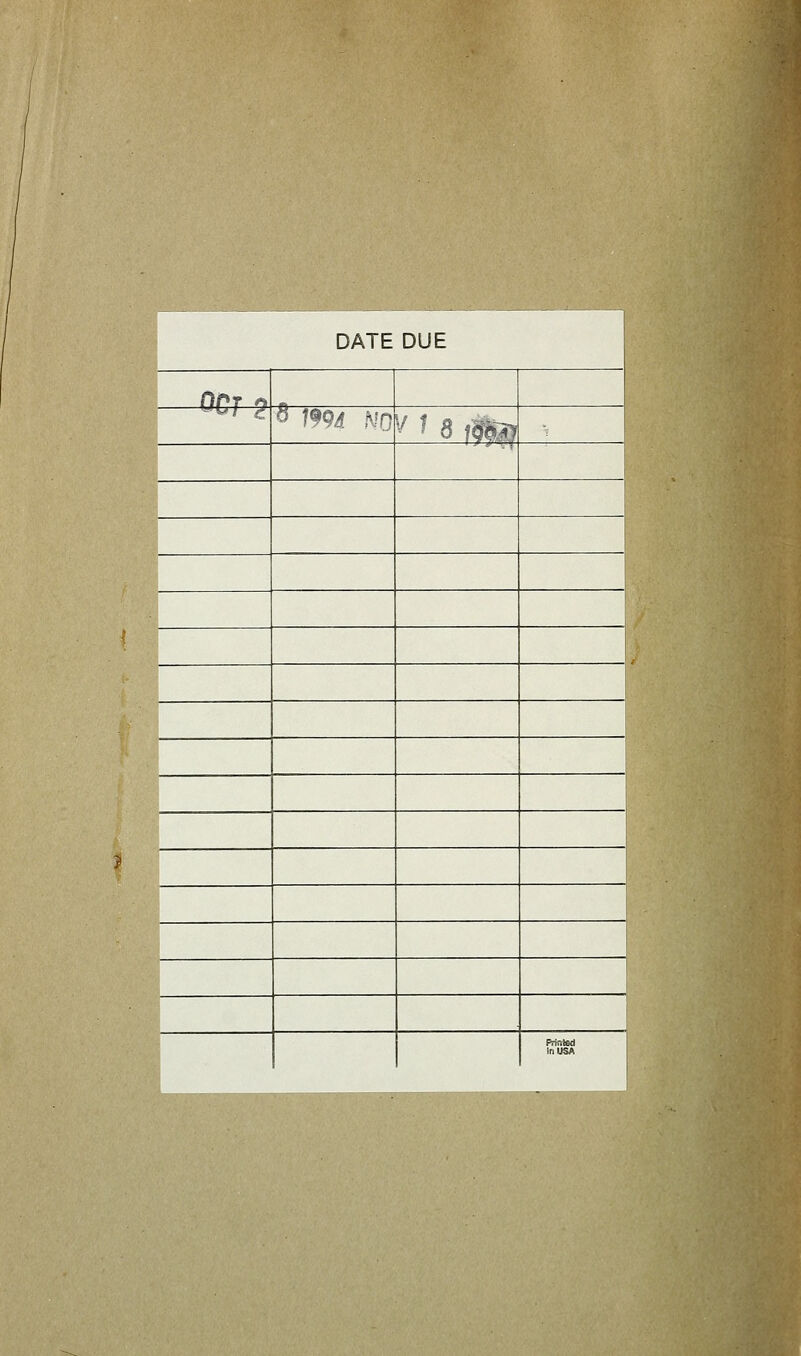 DATE DUE
OCT 28 1994 NOV 18 1994
Printed
in USA